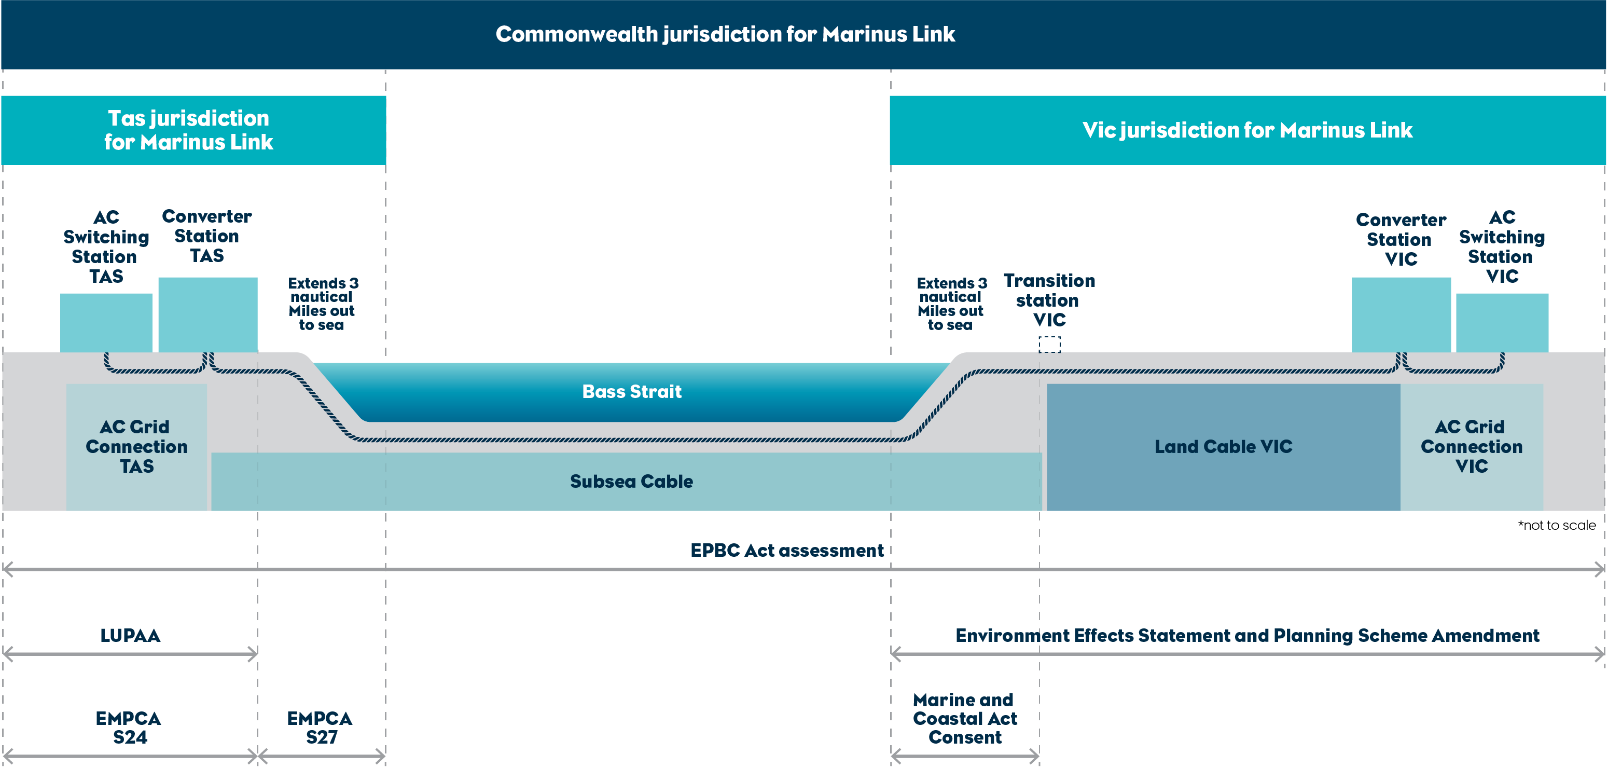 Commonwealth jurisdiction for Marinus Link
Tas jurisdiction
for Marinus Link
Vic jurisdiction for Marinus Link
AC
Switching
Station
TAS
Converter
Station
TAS
Extends 3
nautical
Miles out
to sea
Extends 3
nautical
Miles out
to sea
Transition
station
VIC
Converter
Station
VIC
AC
Switching
Station
VIC
Bass Strait
AC Grid
Connection
TAS
Subsea Cable
Land Cable VIC
AC Grid
Connection
VIC
*not to scale
EPBC Act assessment
LUPAA
Environment Effects Statement and Planning Scheme Amendment
EMPCA
S24
EMPCA
S27
Marine and
Coastal Act
Consent